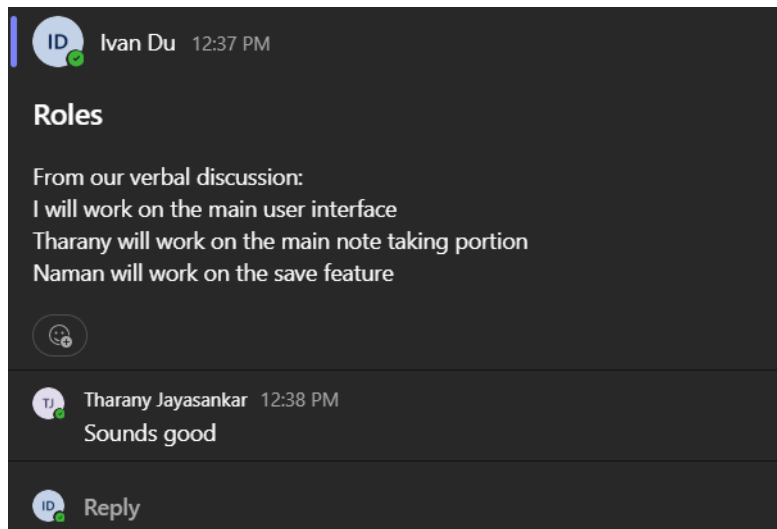 ID
Ivan Du 12:37 PM
Roles
From our verbal discussion:
I will work on the main user interface
Tharany will work on the main note taking portion
Naman will work on the save feature
TJ
Tharany Jayasankar 12:38 PM
Sounds good
ID
Reply